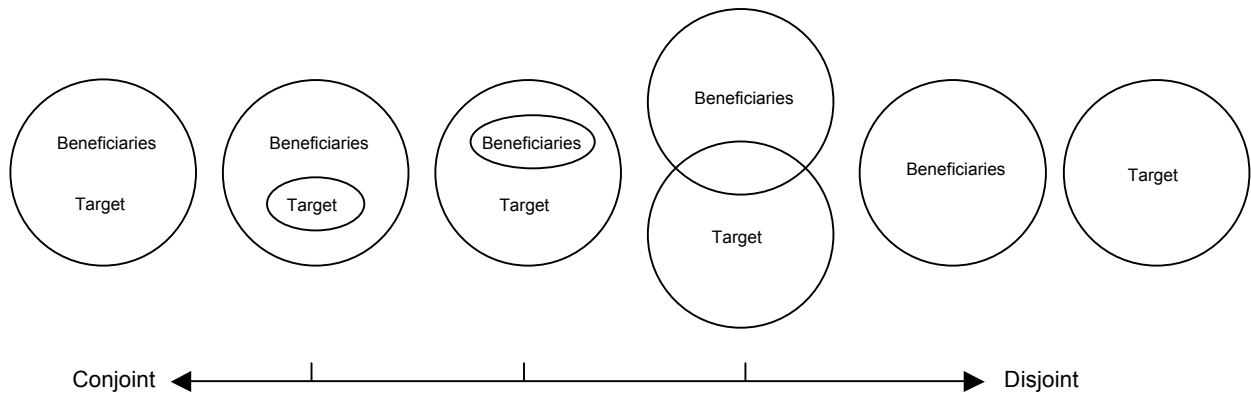 Beneficiaries
Target
Beneficiaries
Target
Beneficiaries
Target
Beneficiaries
Target
Beneficiaries
Target
Conjoint
Disjoint